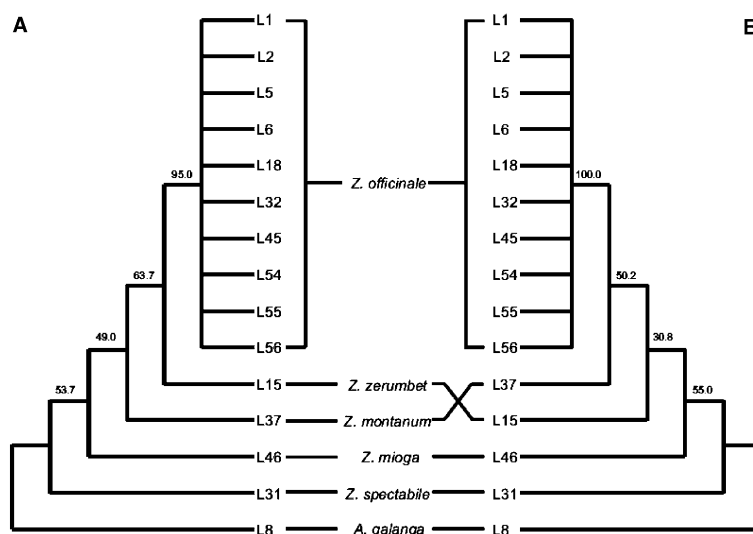 A
E
L1 L1
L2 L2
L5 L5
L6 L6
L18 L18
95.0 Z. officinale 100.0
L32 L32
L45 L45
63.7 L54 L54 50.2
L55 L55
49.0 L56 L56 30.8
L15 Z. zerumbet L37
53.7 55.0
L37 Z. montanum L15
L46 Z. mioga L46
L31 Z. spectabile L31
L8 A. galanga L8